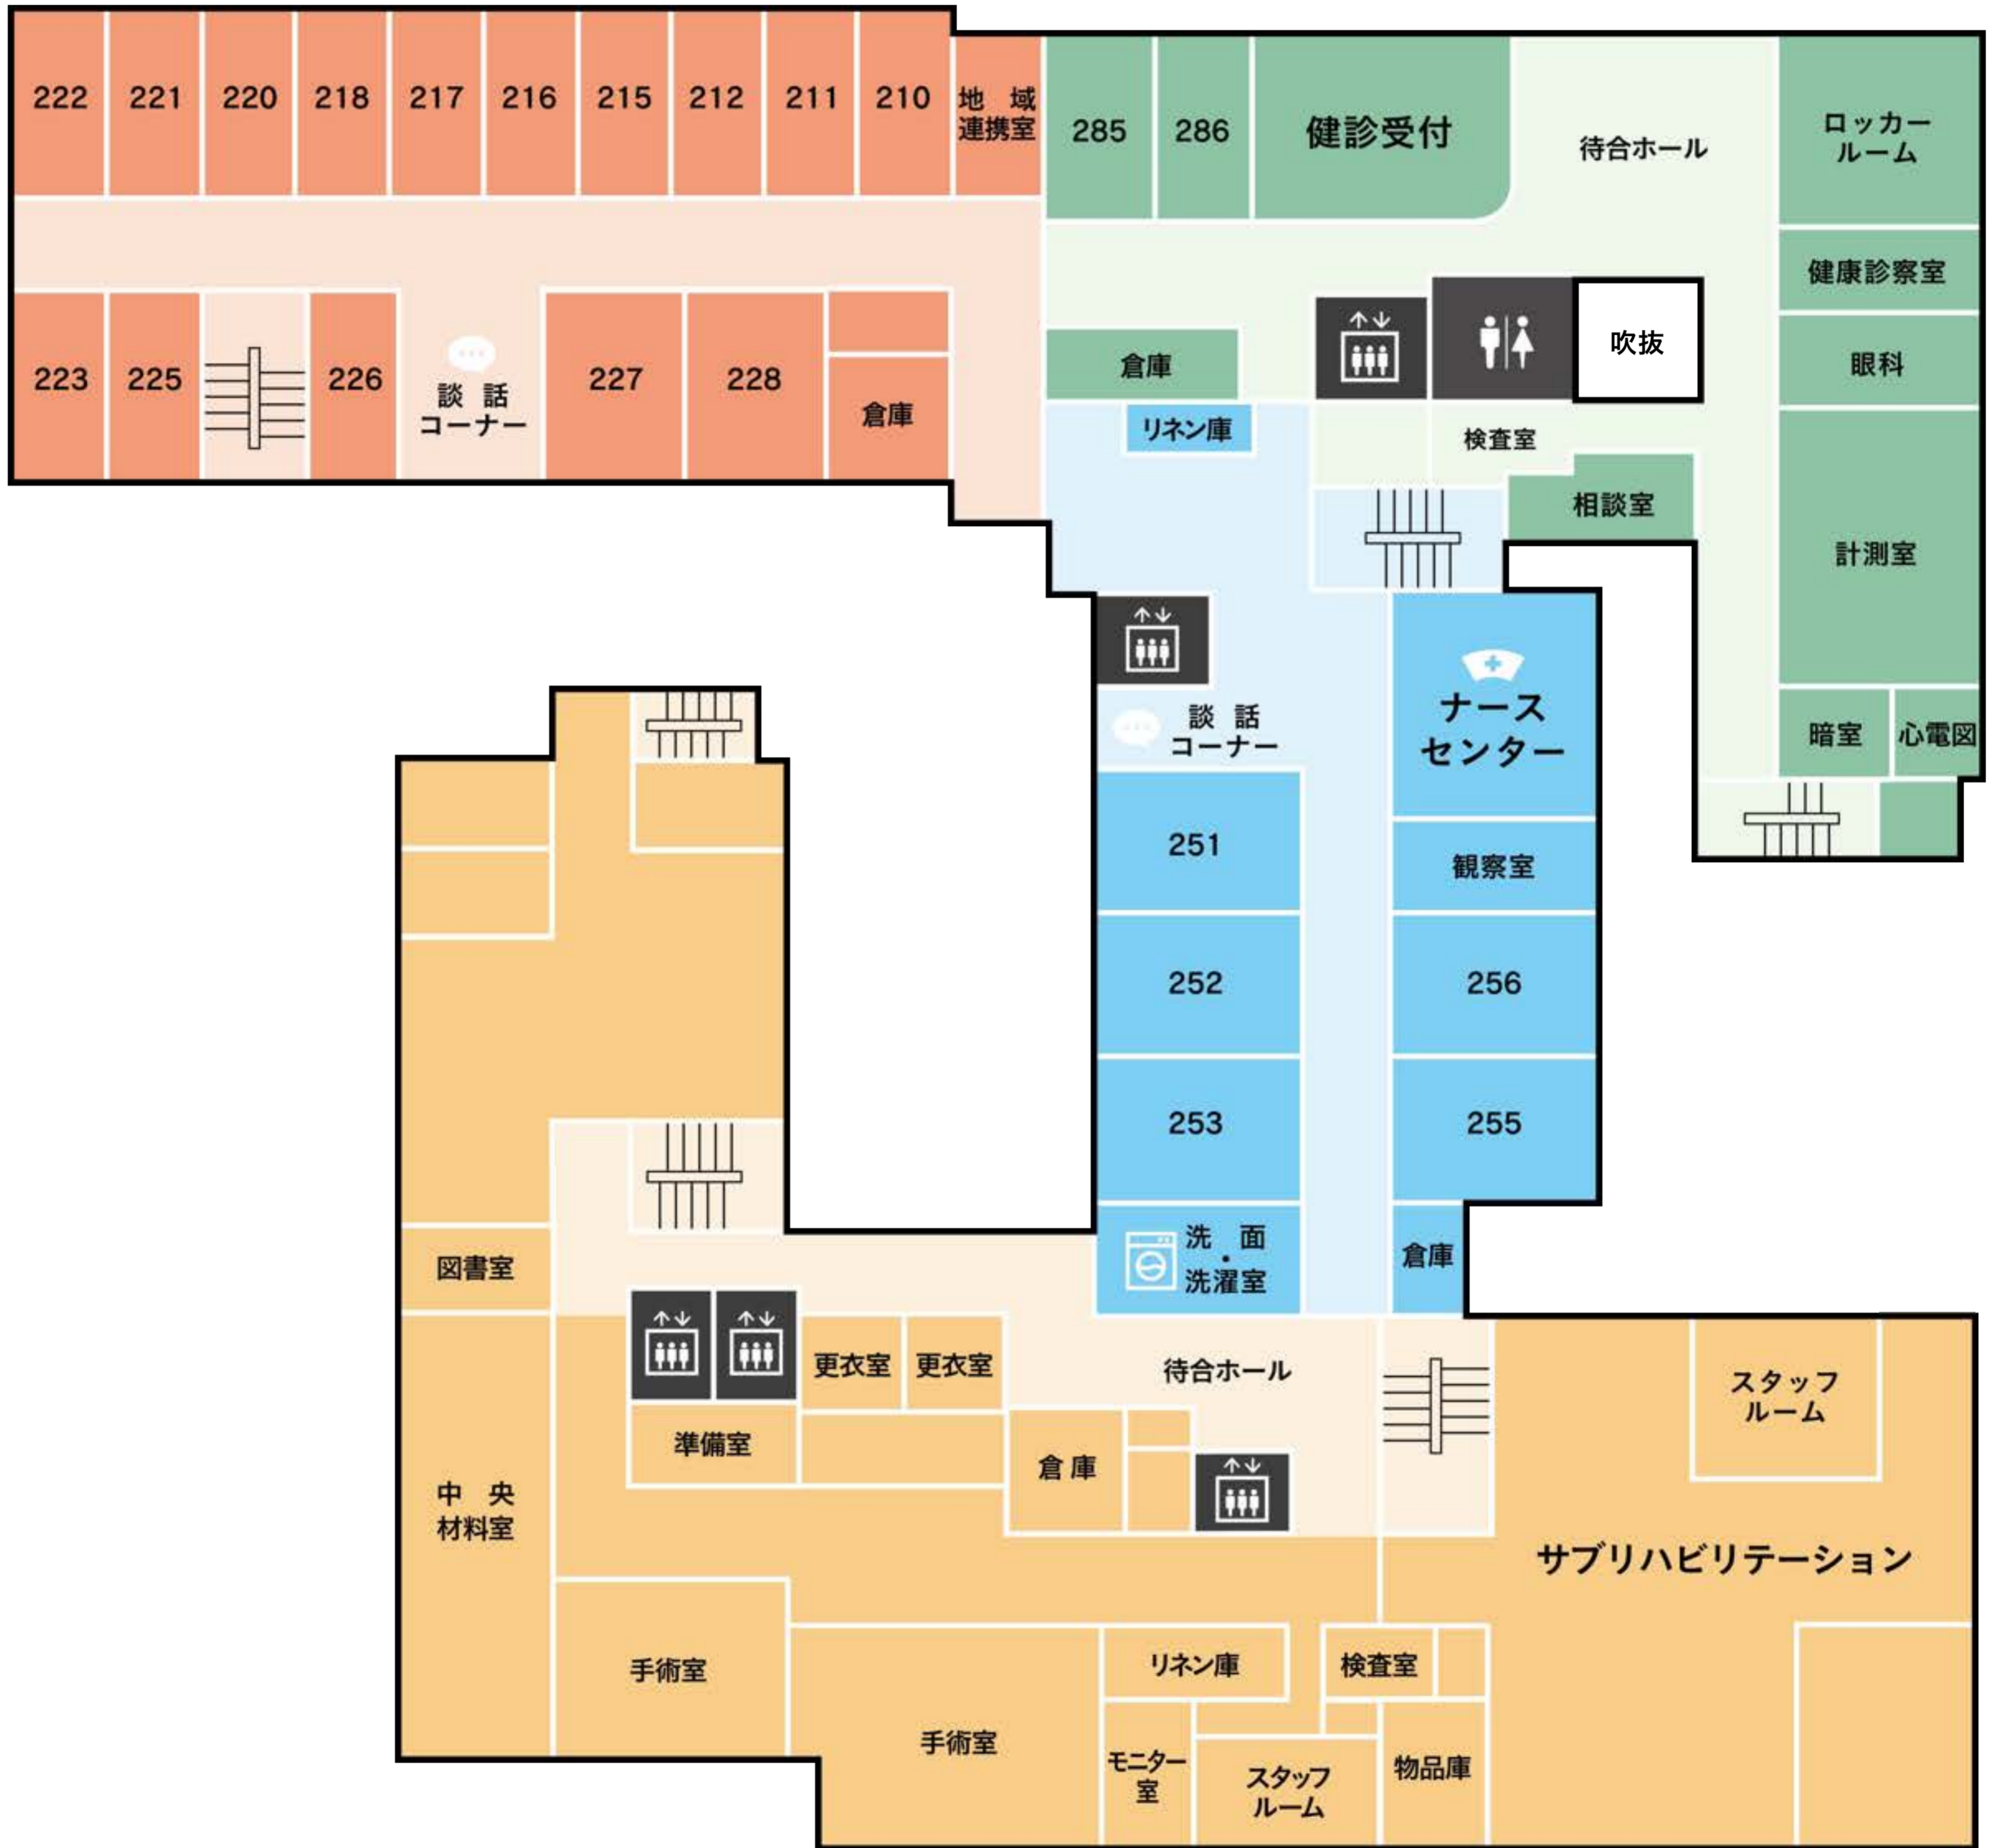 222
221
220
218
217
216
215
212
211
210
地 域
連携室
285
286
健診受付
待合ホール
ロッカー
ルーム
健康診察室
眼科
計測室
暗室
心電図
223
225
226
談 話
コーナー
227
228
倉庫
倉庫
吹抜
リネン庫
検査室
相談室
談 話
コーナー
ナース
センター
251
観察室
252
256
253
255
洗 面
・
洗濯室
倉庫
図書室
更衣室
更衣室
待合ホール
スタッフ
ルーム
準備室
倉 庫
中 央
材料室
サブリハビリテーション
手術室
手術室
リネン庫
検査室
モニター
室
スタッフ
ルーム
物品庫